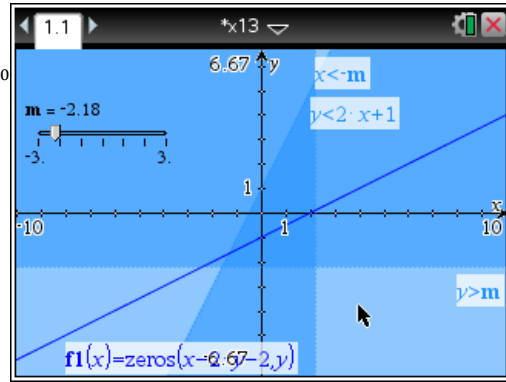 1.1
*x13
0
6.67 y
x<-m
m = -2.18
y<2·x+1
-3. 3.
1
x
-10 1 10
y>m
f1(x)=zeros(x-2·y-2,y)
-6.67